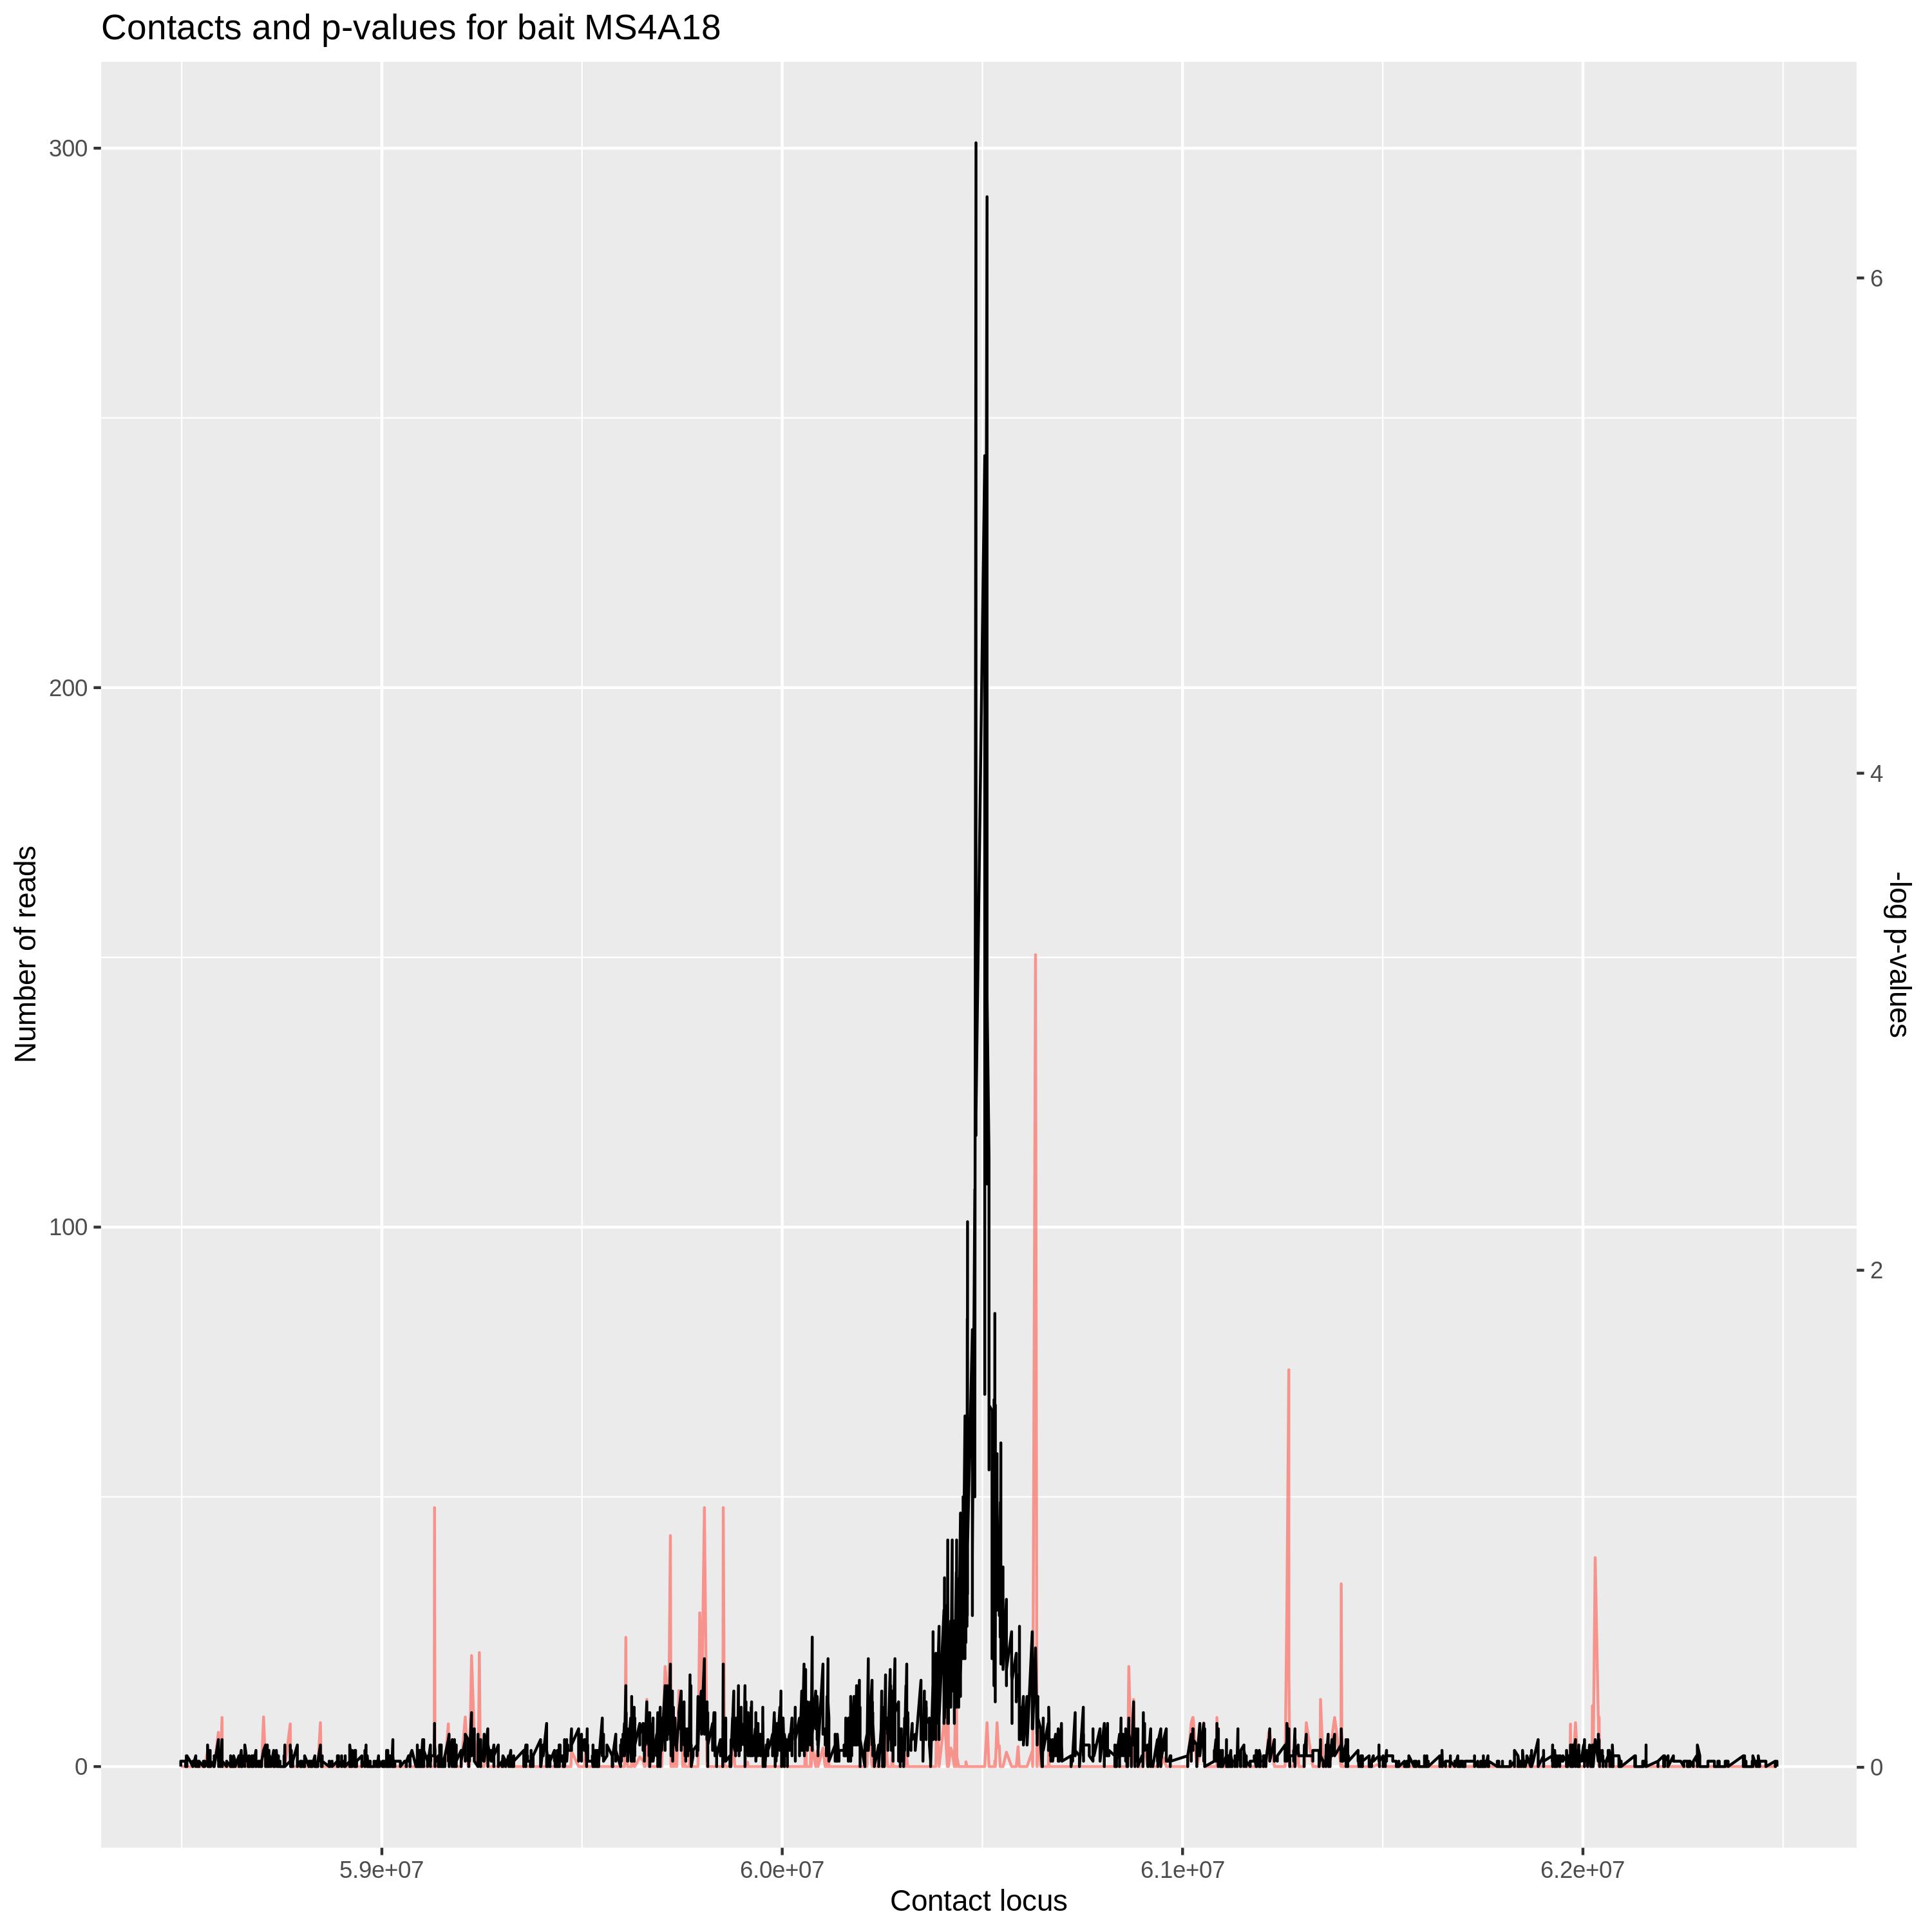 Contacts and p-values for bait MS4A18
300
200
100
0
Number of reads
6
4
2
0
-log p-values
5.9e+07
6.0e+07
6.1e+07
6.2e+07
Contact locus